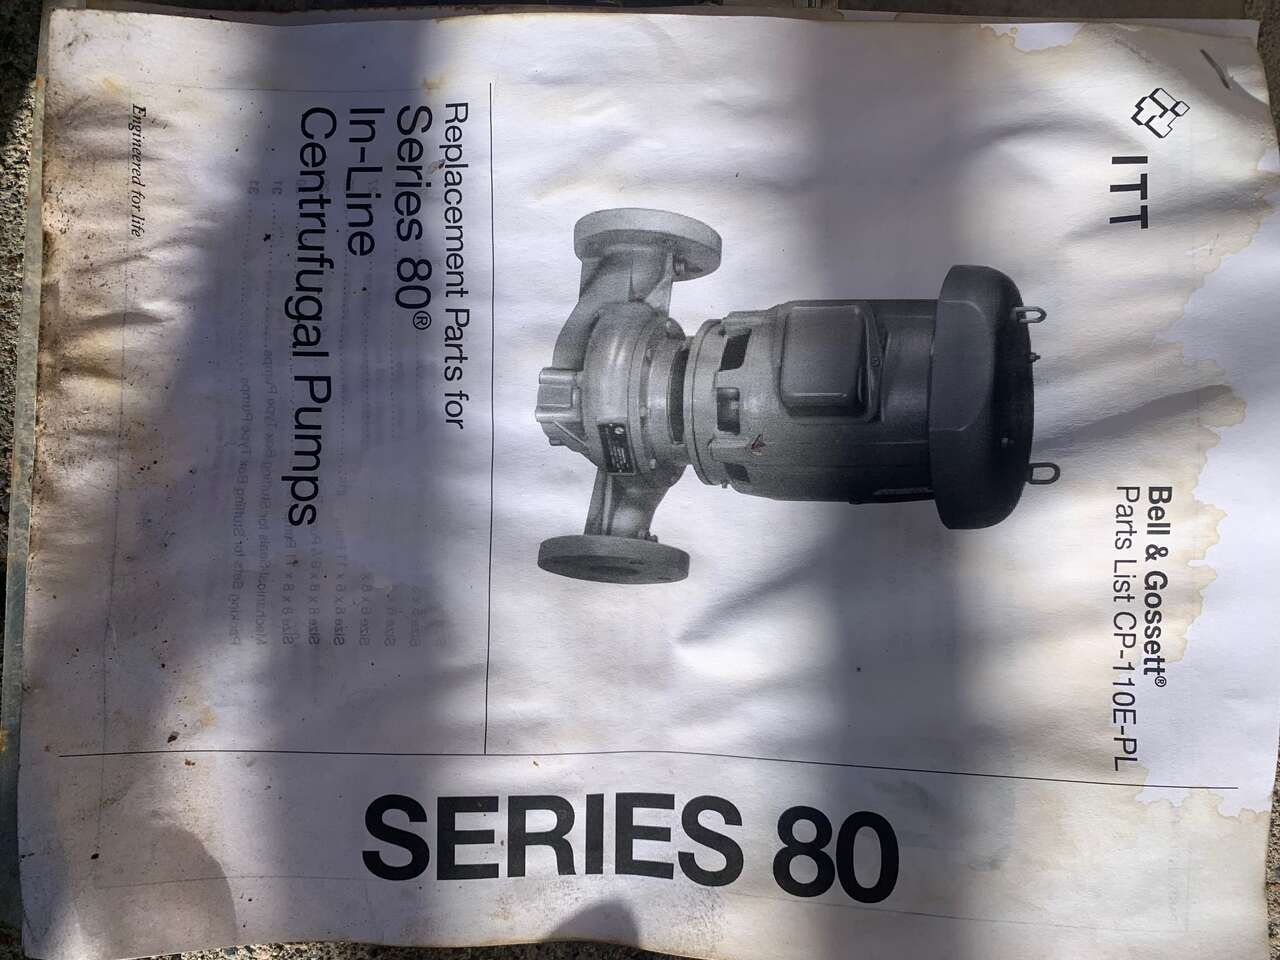 ITT
Bell & Gossett®
Parts List CP-110E-PL
Replacement Parts for
Series 80®
In-Line
Centrufugal Pumps
Engineered for life
SERIES 80